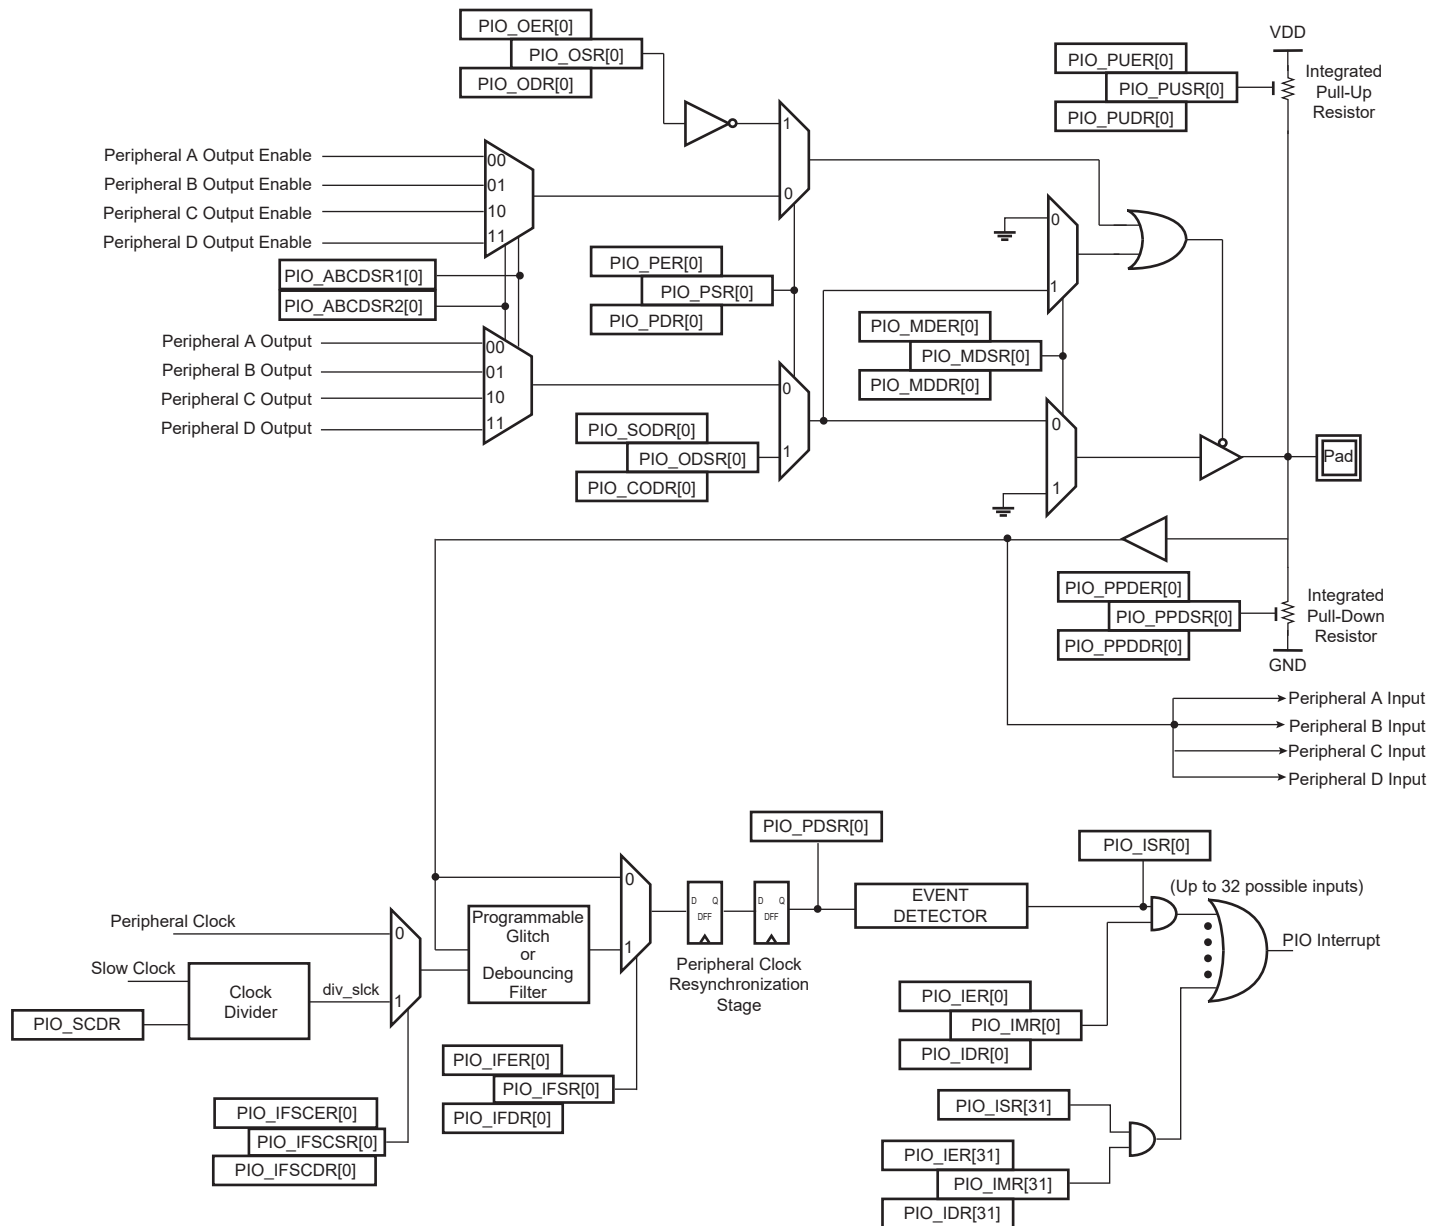 PIO_OER[0]
PIO_OSR[0]
PIO_ODR[0]
VDD
PIO_PUER[0]
PIO_PUSR[0]
PIO_PUDR[0]
Integrated
Pull-Up
Resistor
1
0
Peripheral A Output Enable
Peripheral B Output Enable
Peripheral C Output Enable
Peripheral D Output Enable
00
01
10
11
PIO_ABCDSR1[0]
PIO_ABCDSR2[0]
PIO_PER[0]
PIO_PSR[0]
PIO_PDR[0]
0
1
PIO_MDER[0]
PIO_MDSR[0]
PIO_MDDR[0]
Peripheral A Output
Peripheral B Output
Peripheral C Output
Peripheral D Output
00
01
10
11
0
1
PIO_SODR[0]
PIO_ODSR[0]
PIO_CODR[0]
0
1
Pad
PIO_PPDER[0]
PIO_PPDSR[0]
PIO_PPDDR[0]
Integrated
Pull-Down
Resistor
GND
Peripheral A Input
Peripheral B Input
Peripheral C Input
Peripheral D Input
PIO_PDSR[0]
PIO_ISR[0]
(Up to 32 possible inputs)
EVENT
DETECTOR
PIO Interrupt
0
1
D Q
DFF
D Q
DFF
Peripheral Clock
Resynchronization
Stage
Programmable
Glitch
or
Debouncing
Filter
Peripheral Clock
0
1
Slow Clock
Clock
Divider
div_slck
PIO_SCDR
PIO_IER[0]
PIO_IMR[0]
PIO_IDR[0]
PIO_IFER[0]
PIO_IFSR[0]
PIO_IFDR[0]
PIO_IFSCER[0]
PIO_IFSCSR[0]
PIO_IFSCDR[0]
PIO_ISR[31]
PIO_IER[31]
PIO_IMR[31]
PIO_IDR[31]